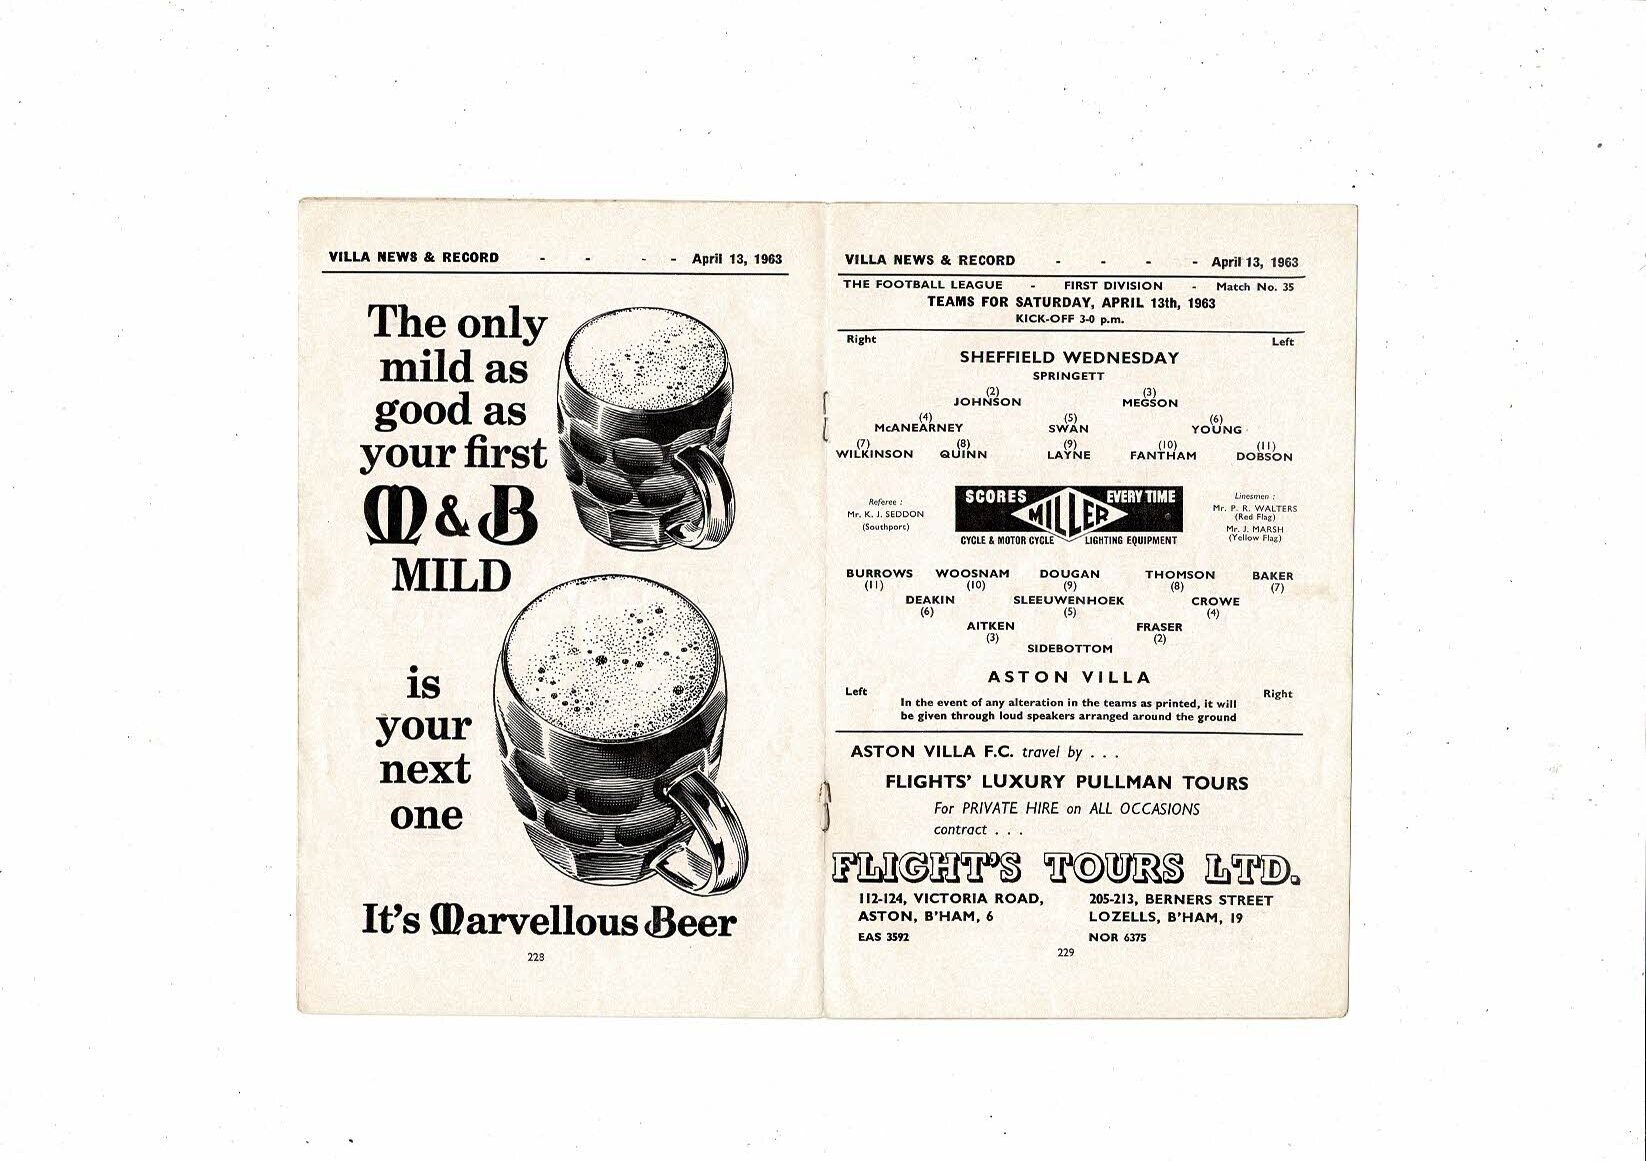 VILLA NEWS & RECORD - - - - April 13, 1963
The only
mild as
good as
your first
M & B
MILD
is
your
next
one
It's Marvellous Beer
228
VILLA NEWS & RECORD - - - - April 13, 1963
THE FOOTBALL LEAGUE - FIRST DIVISION - Match No. 35
TEAMS FOR SATURDAY, APRIL 13th, 1963
KICK-OFF 3-0 p.m.
Right Left
SHEFFIELD WEDNESDAY
SPRINGETT
(2) (3)
JOHNSON MEGSON
(4) (5) (6)
McANEARNEY SWAN YOUNG
(7) (8) (9) (10) (11)
WILKINSON QUINN LAYNE FANTHAM DOBSON
Referee :
Mr. K. J. SEDDON
(Southport)
SCORES MILLER EVERY TIME
CYCLE & MOTOR CYCLE LIGHTING EQUIPMENT
Linesmen :
Mr. P. R. WALTERS
(Red Flag)
Mr. J. MARSH
(Yellow Flag)
BURROWS WOOSNAM DOUGAN THOMSON BAKER
(11) (10) (9) (8) (7)
DEAKIN SLEEUWENHOEK CROWE
(6) (5) (4)
AITKEN FRASER
(3) (2)
SIDEBOTTOM
ASTON VILLA
Left Right
In the event of any alteration in the teams as printed, it will
be given through loud speakers arranged around the ground
ASTON VILLA F.C. travel by . . .
FLIGHTS' LUXURY PULLMAN TOURS
For PRIVATE HIRE on ALL OCCASIONS
contract . . .
FLIGHT'S TOURS LTD.
112-124, VICTORIA ROAD, 205-213, BERNERS STREET
ASTON, B'HAM, 6 LOZELLS, B'HAM, 19
EAS 3592 NOR 6375
229